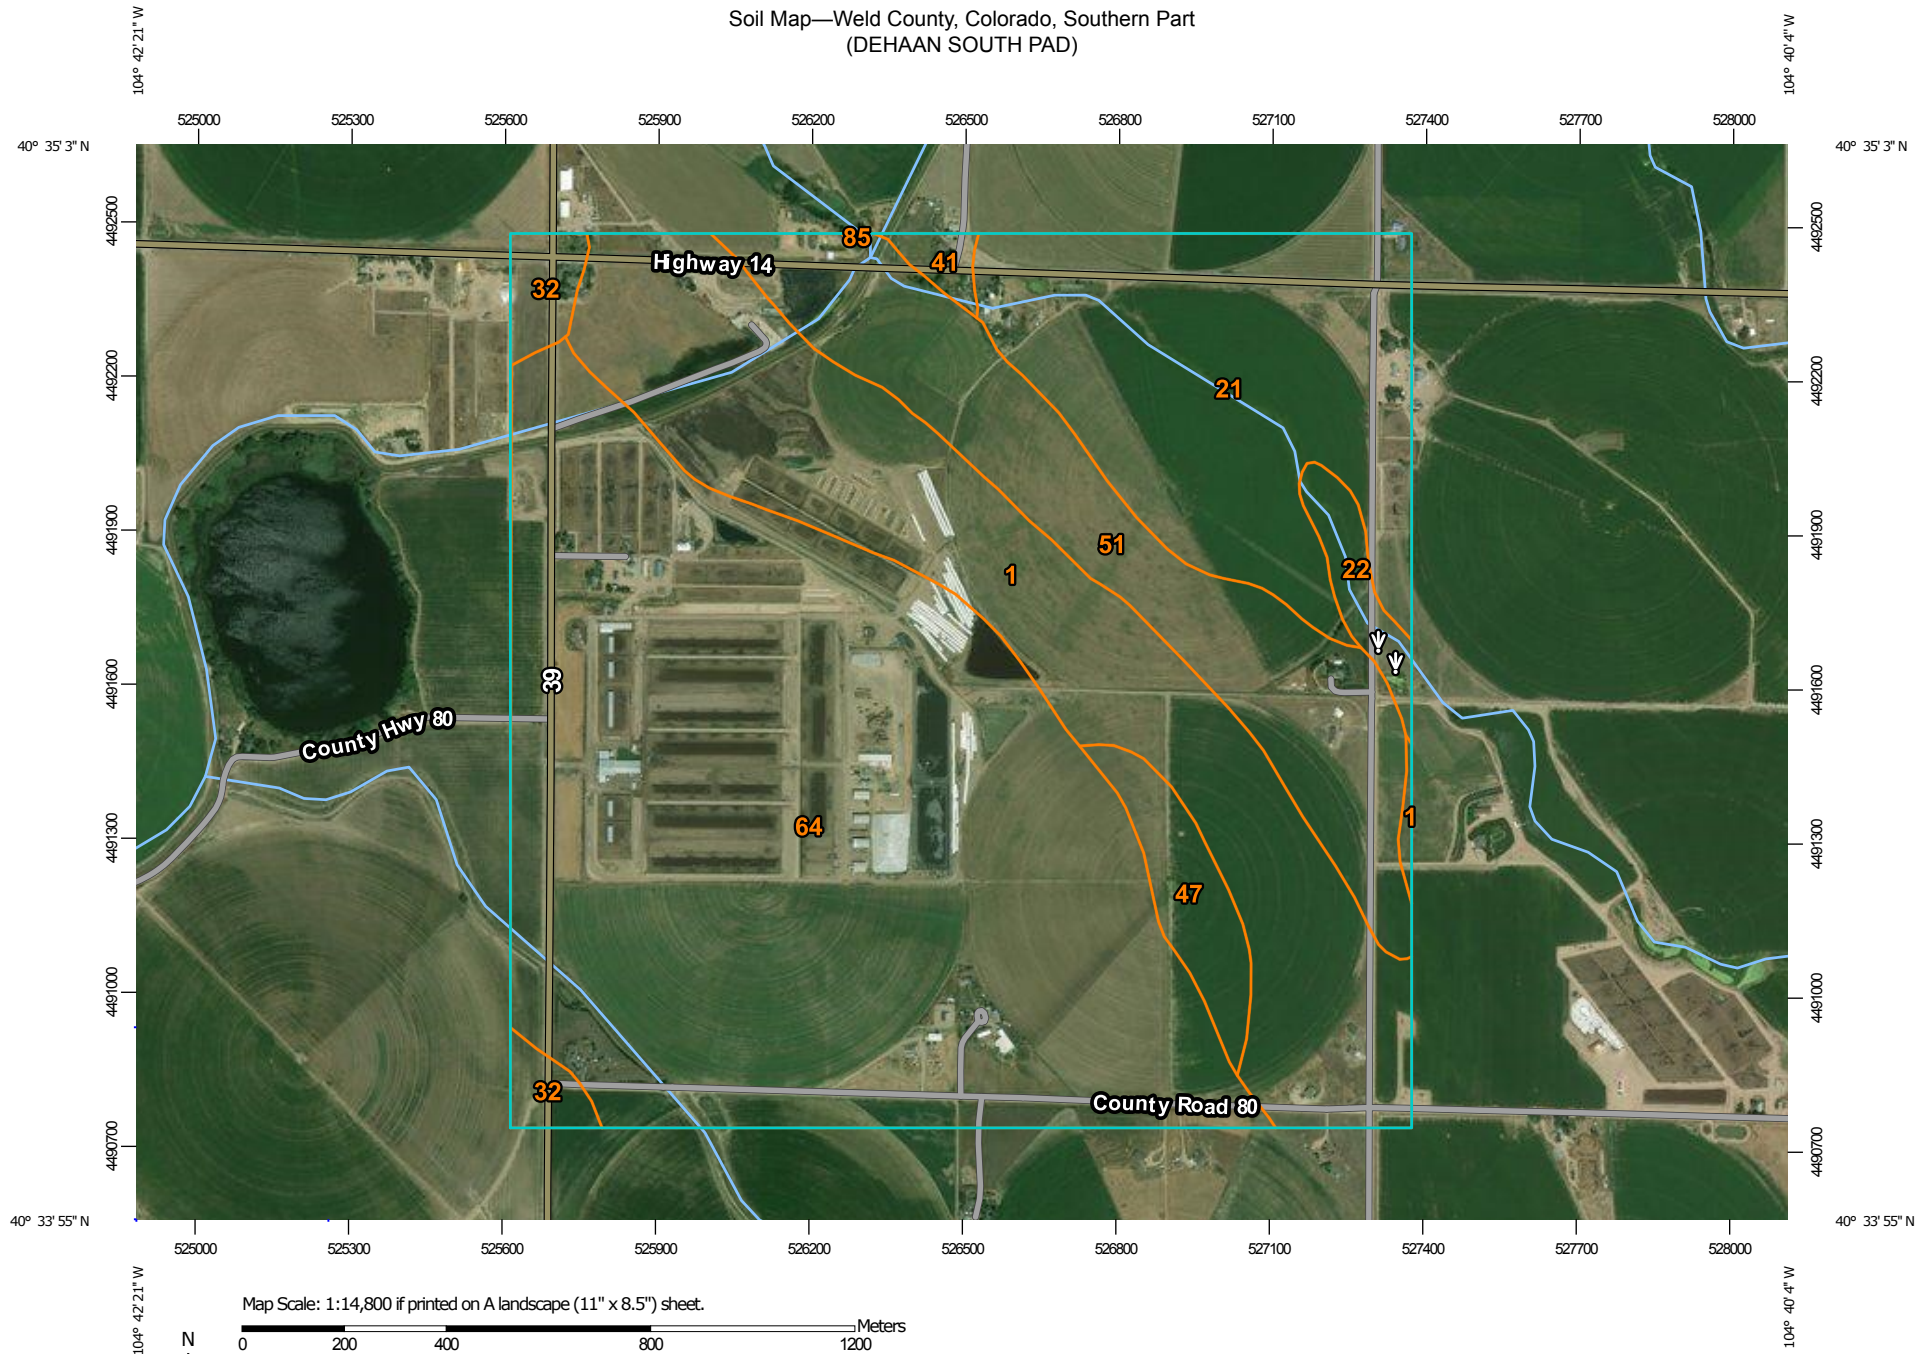 Soil Map—Weld County, Colorado, Southern Part
(DEHAAN SOUTH PAD)
104° 42' 21" W
104° 40' 4" W
525000 525300 525600 525900 526200 526500 526800 527100 527400 527700 528000
40° 35' 3" N
40° 35' 3" N
4492500
4492500
85
41
Highway 14
32
4492200
4492200
21
4491900
4491900
51
1
22
4491600
4491600
39
County Hwy 80
4491300
4491300
1
64
47
4491000
4491000
32
County Road 80
4490700
4490700
40° 33' 55" N
40° 33' 55" N
525000 525300 525600 525900 526200 526500 526800 527100 527400 527700 528000
104° 42' 21" W
104° 40' 4" W
Map Scale: 1:14,800 if printed on A landscape (11" x 8.5") sheet.
Meters
N
0 200 400 800 1200